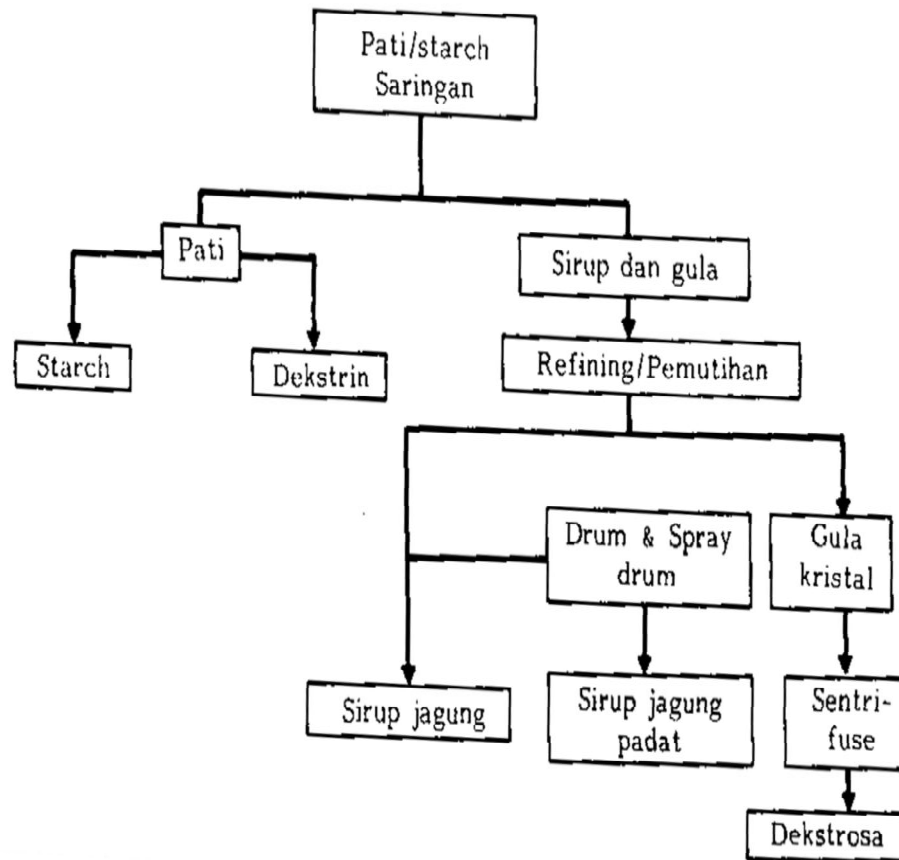 Pati/starch
Saringan
Pati
Sirup dan gula
Starch
Dekstrin
Refining/Pemutihan
Drum & Spray
drum
Gula
kristal
Sirup jagung
Sirup jagung
padat
Sentri-
fuse
Dekstrosa